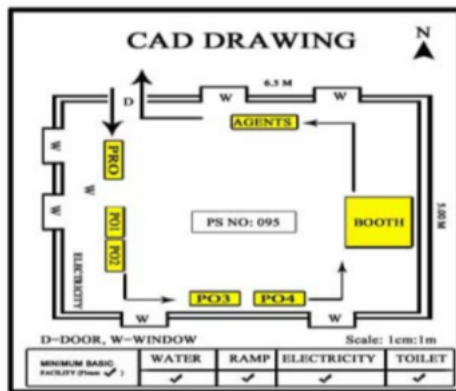 CAD DRAWING
N
6.5 M
D
W
W
AGENTS
W
PRO
W
W
5.00 M
PO1
PO2
PS NO: 095
BOOTH
ELECTRICITY
PO3
PO4
W
W
D=DOOR, W=WINDOW
Scale: 1cm:1m
MINIMUM BASIC FACILITY (Please ✓)
WATER
RAMP
ELECTRICITY
TOILET
✓
✓
✓
✓